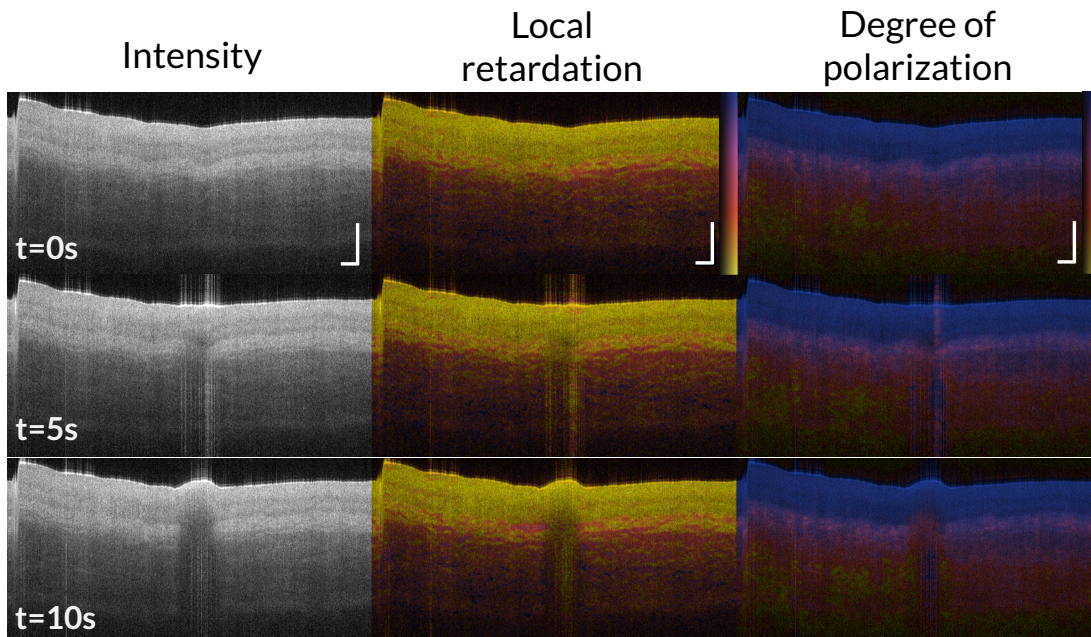 Intensity
Local
retardation
Degree of
polarization
t=0s
t=5s
t=10s